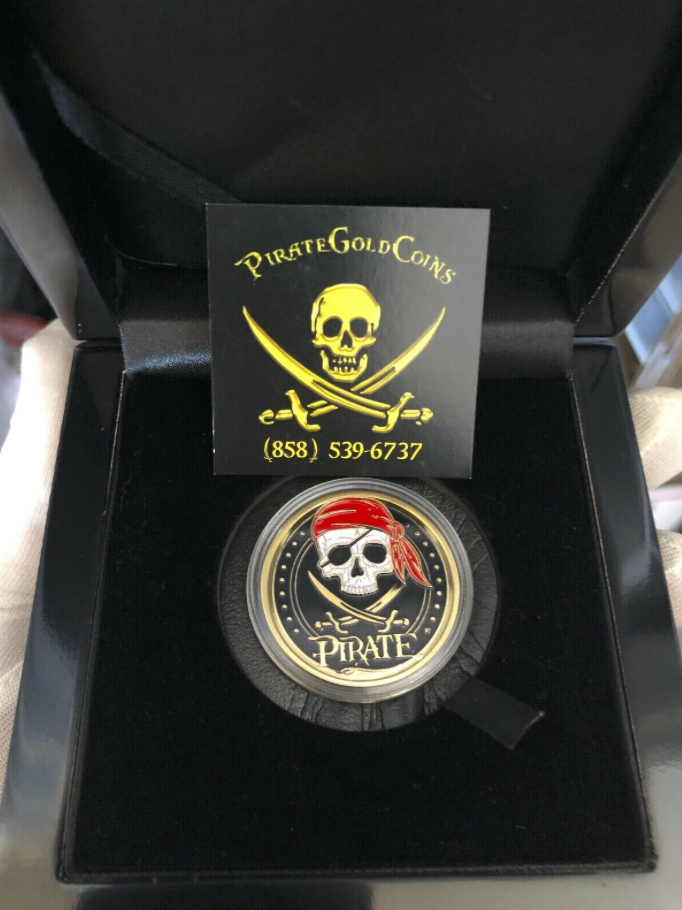 PIRATEGOLDCOINS
(858) 539-6737
PIRATE